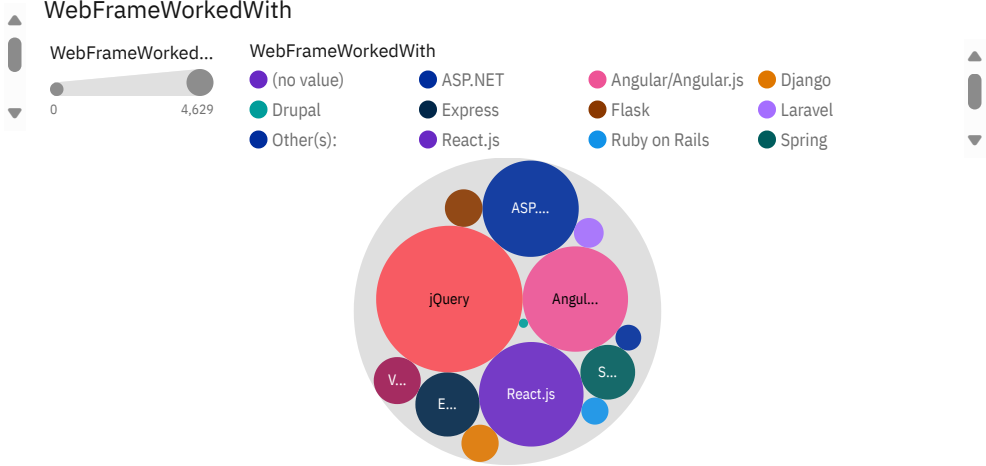 WebFrameWorkedWith
WebFrameWorked...
0 4,629
WebFrameWorkedWith
(no value) ASP.NET Angular/Angular.js Django
Drupal Express Flask Laravel
Other(s): React.js Ruby on Rails Spring
ASP....
jQuery Angul...
S...
V... React.js
E...